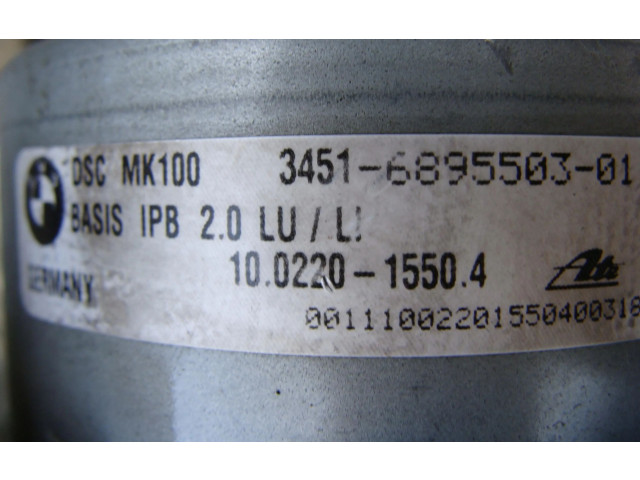 DSC MK100 3451-6895503-01
BASIS IPB 2.0 LU / LI
GERMANY 10.0220-1550.4 Ate
00111002201550400318